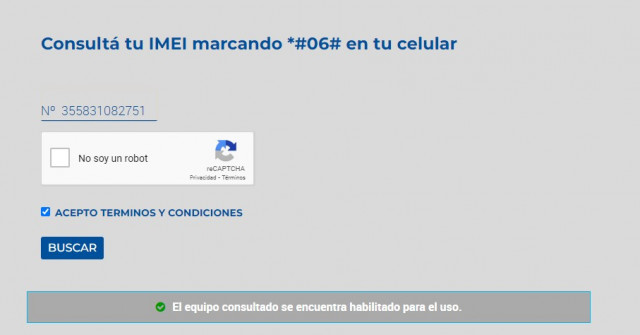 Consultá tu IMEI marcando *#06# en tu celular
Nº 355831082751
No soy un robot
reCAPTCHA
Privacidad - Términos
ACEPTO TERMINOS Y CONDICIONES
BUSCAR
El equipo consultado se encuentra habilitado para el uso.